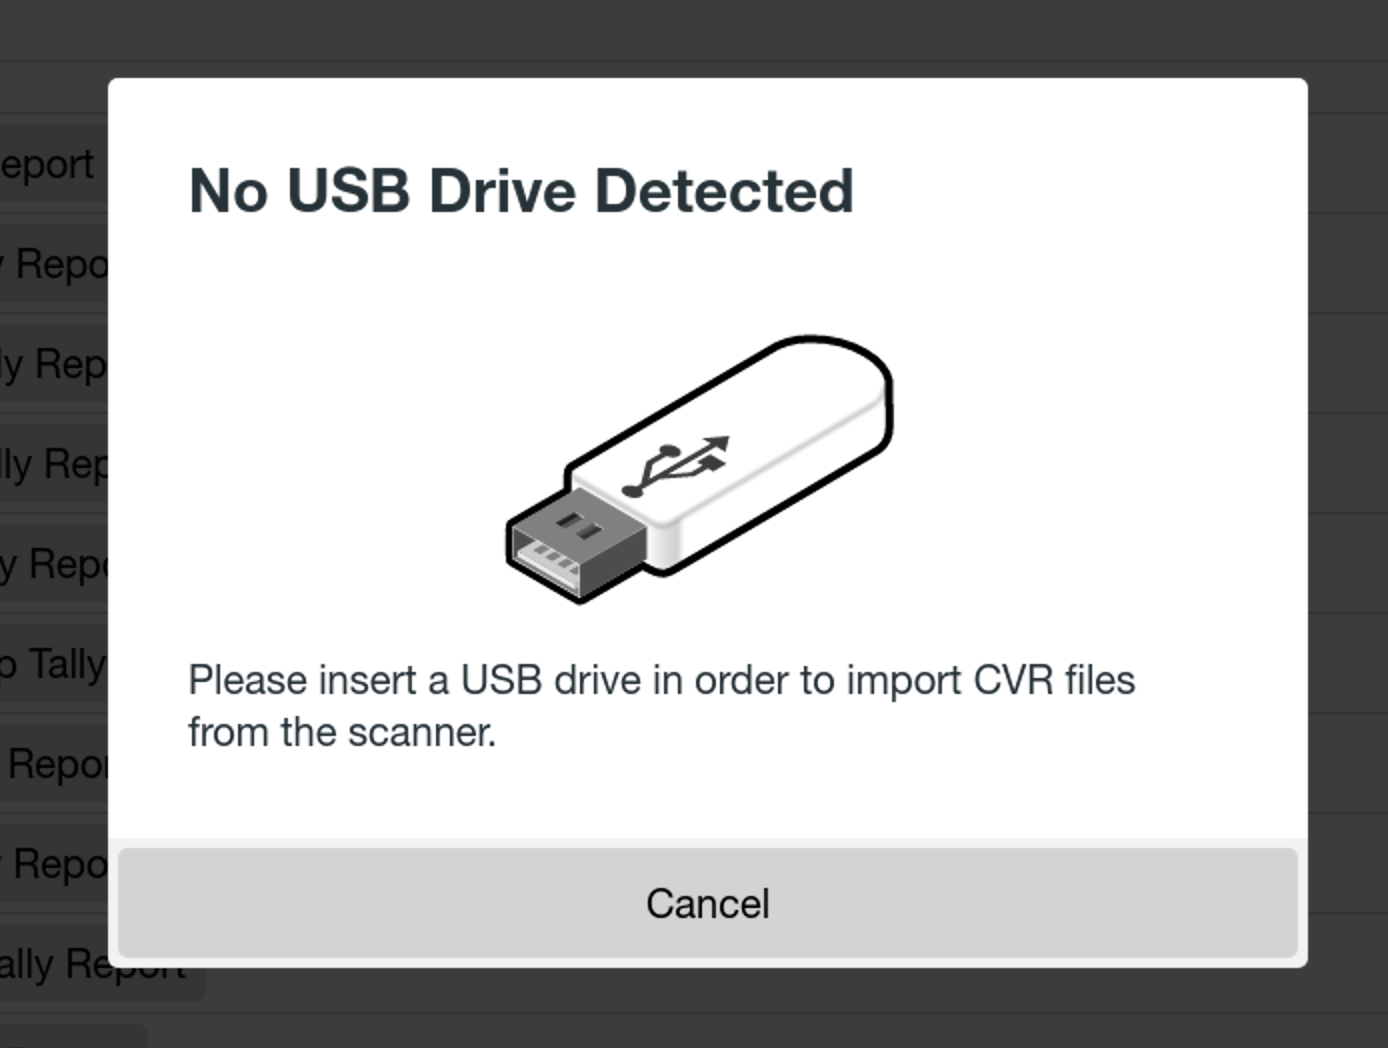 No USB Drive Detected
eport
Repo
ly Rep
lly Rep
y Repo
p Tally
Repor
Please insert a USB drive in order to import CVR files
from the scanner.
Repo
Cancel
ally Report